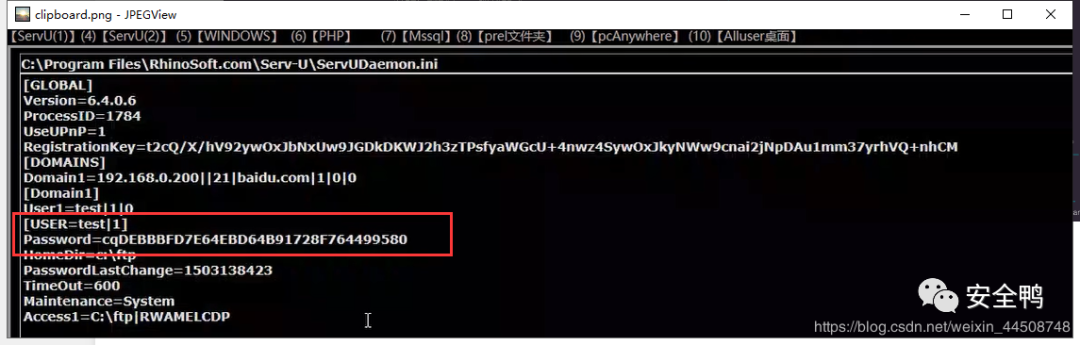 clipboard.png - JPEGView
【ServU(1)】(4)【ServU(2)】 (5)【WINDOWS】 (6)【PHP】 (7)【Mssql】(8)【prel文件夹】 (9)【pcAnywhere】(10)【Alluser桌面】
C:\Program Files\RhinoSoft.com\Serv-U\ServUDaemon.ini
[GLOBAL]
Version=6.4.0.6
ProcessID=1784
UseUPnP=1
RegistrationKey=t2cQ/X/hV92ywOxJbNxUw9JGDkDKWJ2h3zTPsfyaWGcU+4nwz4SywOxJkyNWw9cnai2jNpDAu1mm37yrhVQ+nhCM
[DOMAINS]
Domain1=192.168.0.200||21|baidu.com|1|0|0
[Domain1]
User1=test|1|0
[USER=test|1]
Password=cqDEBBBFD7E64EBD64B91728F764499580
HomeDir=c:\ftp
PasswordLastChange=1503138423
TimeOut=600
Maintenance=System
Access1=C:\ftp|RWAMELCDP
安全鸭
https://blog.csdn.net/weixin_44508748